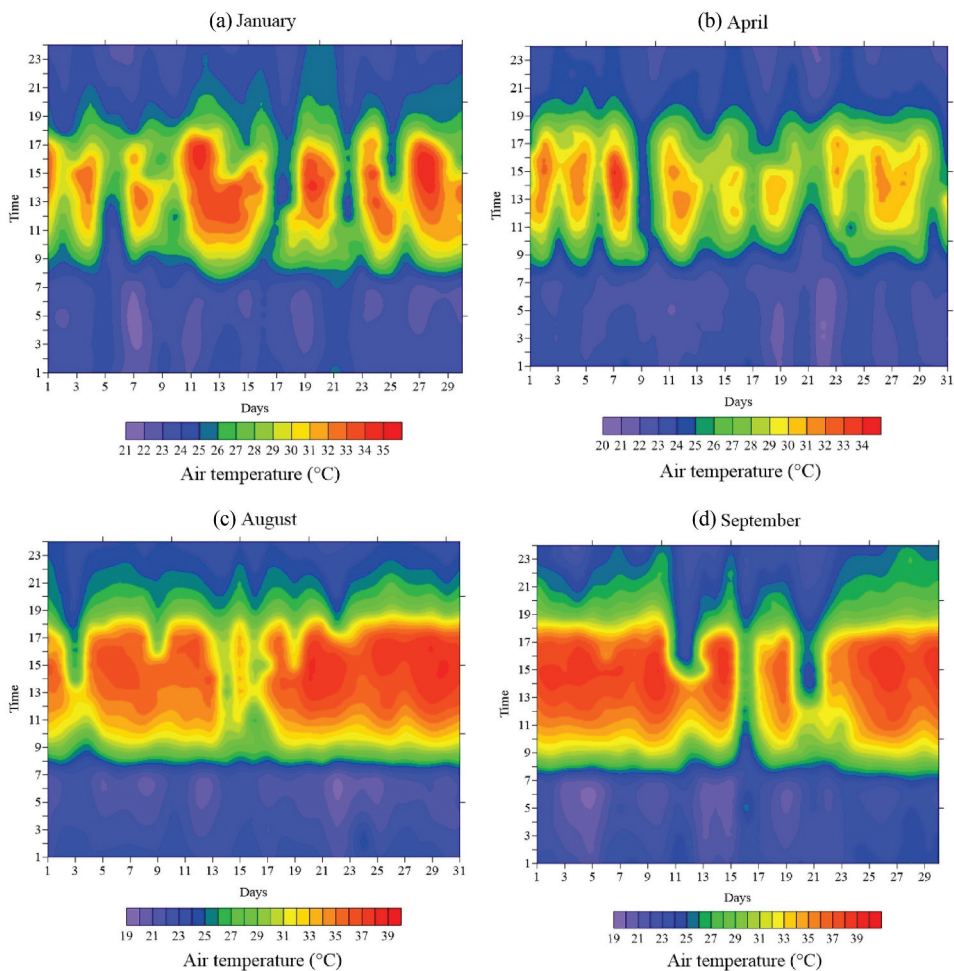 (a) January
23
21
19
17
16
13
11
9
7
5
3
1
Time
1 3 5 7 9 11 13 15 17 19 21 23 25 27 29
Days
21 22 23 24 25 26 27 28 29 30 31 32 33 34 35
Air temperature (°C)
(b) April
23
21
19
17
15
13
11
9
7
5
3
1
Time
1 3 5 7 9 11 13 15 17 19 21 23 25 27 29 31
Days
20 21 22 23 24 25 26 27 28 29 30 31 32 33 34
Air temperature (°C)
(c) August
23
21
19
17
15
13
11
9
7
5
3
1
Time
1 3 5 7 9 11 13 15 17 19 21 23 25 27 29 31
Days
19 21 23 25 27 29 31 33 35 37 39
Air temperature (°C)
(d) September
23
21
19
17
15
13
11
9
7
5
3
1
Time
1 3 5 7 9 11 13 15 17 19 21 23 25 27 29
Days
19 21 23 25 27 29 31 33 35 37 39
Air temperature (°C)